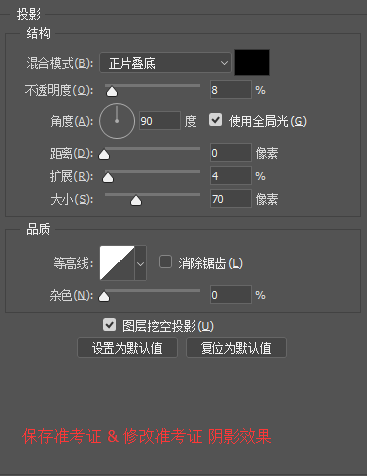 投影
结构
混合模式(B): 正片叠底
不透明度(O): 8 %
角度(A): 90 度 使用全局光(G)
距离(D): 0 像素
扩展(R): 4 %
大小(S): 70 像素
品质
等高线: 消除锯齿(L)
杂色(N): 0 %
图层挖空投影(U)
设置为默认值 复位为默认值
保存准考证 & 修改准考证 阴影效果